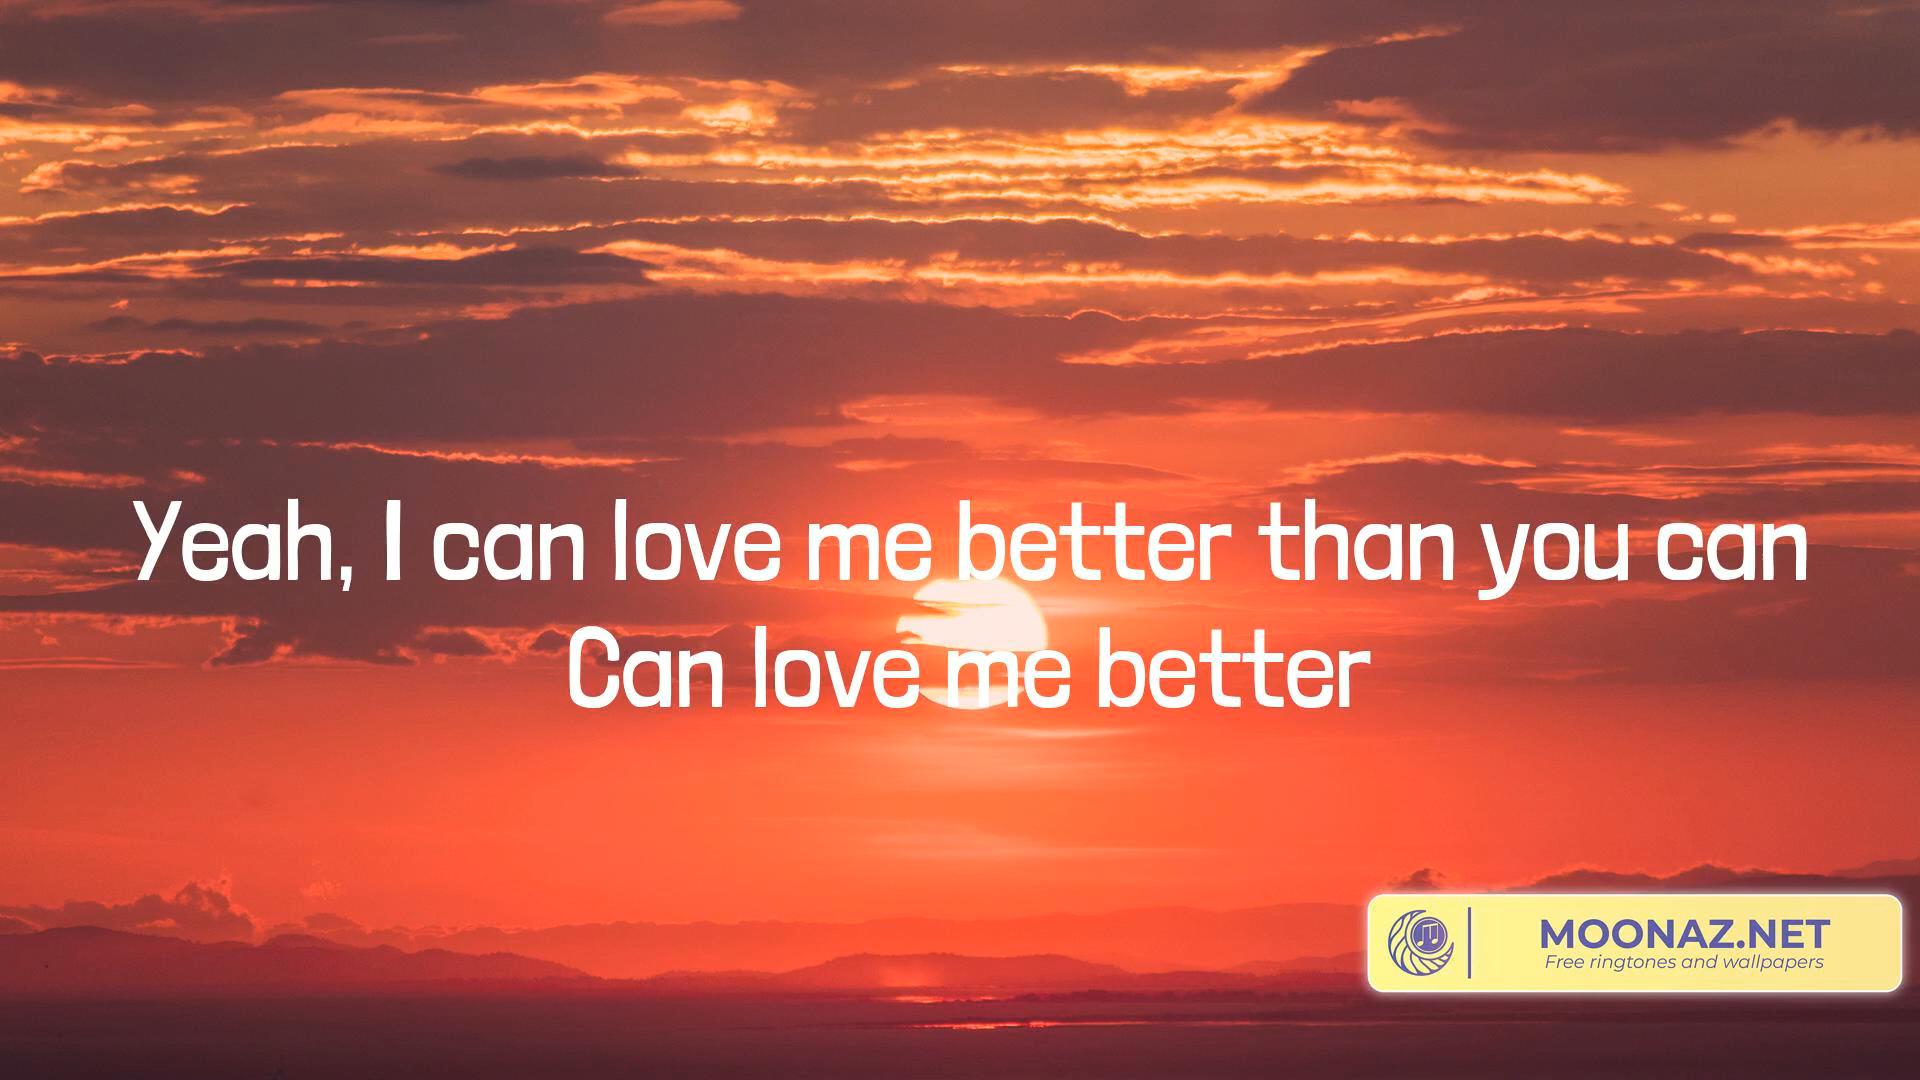 Yeah, I can love me better than you can
Can love me better
MOONAZ.NET
Free ringtones and wallpapers